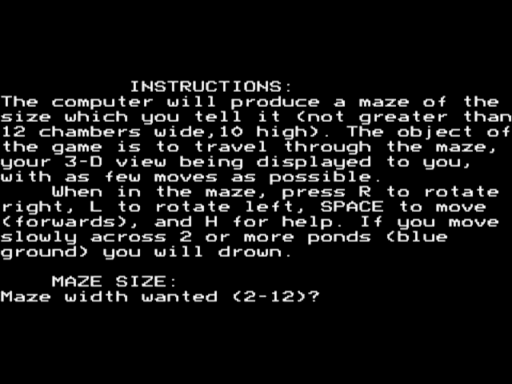 INSTRUCTIONS:
The computer will produce a maze of the
size which you tell it (not greater than
12 chambers wide,10 high). The object of
the game is to travel through the maze,
your 3-D view being displayed to you,
with as few moves as possible.
When in the maze, press R to rotate
right, L to rotate left, SPACE to move
(forwards), and H for help. If you move
slowly across 2 or more ponds (blue
ground) you will drown.
MAZE SIZE:
Maze width wanted (2-12)?